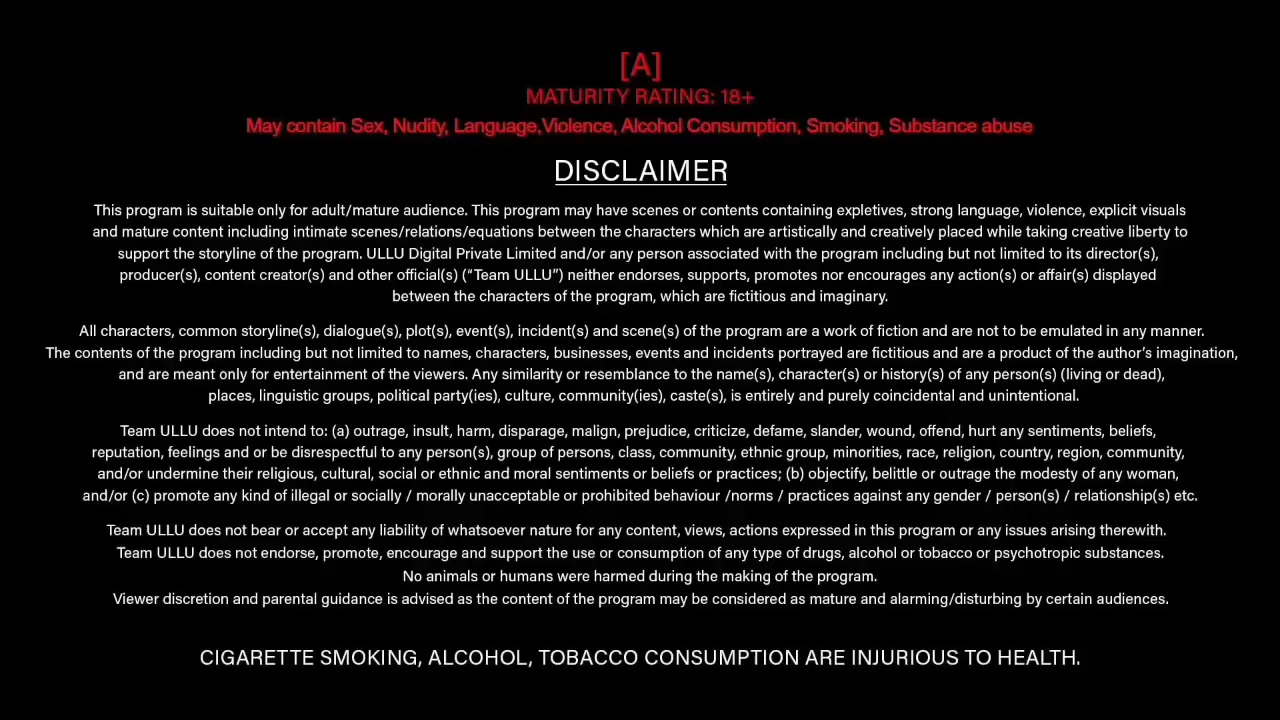 [A]
MATURITY RATING: 18+
May contain Sex, Nudity, Language,Violence, Alcohol Consumption, Smoking, Substance abuse
DISCLAIMER
This program is suitable only for adult/mature audience. This program may have scenes or contents containing expletives, strong language, violence, explicit visuals
and mature content including intimate scenes/relations/equations between the characters which are artistically and creatively placed while taking creative liberty to
support the storyline of the program. ULLU Digital Private Limited and/or any person associated with the program including but not limited to its director(s),
producer(s), content creator(s) and other official(s) (“Team ULLU”) neither endorses, supports, promotes nor encourages any action(s) or affair(s) displayed
between the characters of the program, which are fictitious and imaginary.
All characters, common storyline(s), dialogue(s), plot(s), event(s), incident(s) and scene(s) of the program are a work of fiction and are not to be emulated in any manner.
The contents of the program including but not limited to names, characters, businesses, events and incidents portrayed are fictitious and are a product of the author’s imagination,
and are meant only for entertainment of the viewers. Any similarity or resemblance to the name(s), character(s) or history(s) of any person(s) (living or dead),
places, linguistic groups, political party(ies), culture, community(ies), caste(s), is entirely and purely coincidental and unintentional.
Team ULLU does not intend to: (a) outrage, insult, harm, disparage, malign, prejudice, criticize, defame, slander, wound, offend, hurt any sentiments, beliefs,
reputation, feelings and or be disrespectful to any person(s), group of persons, class, community, ethnic group, minorities, race, religion, country, region, community,
and/or undermine their religious, cultural, social or ethnic and moral sentiments or beliefs or practices; (b) objectify, belittle or outrage the modesty of any woman,
and/or (c) promote any kind of illegal or socially / morally unacceptable or prohibited behaviour /norms / practices against any gender / person(s) / relationship(s) etc.
Team ULLU does not bear or accept any liability of whatsoever nature for any content, views, actions expressed in this program or any issues arising therewith.
Team ULLU does not endorse, promote, encourage and support the use or consumption of any type of drugs, alcohol or tobacco or psychotropic substances.
No animals or humans were harmed during the making of the program.
Viewer discretion and parental guidance is advised as the content of the program may be considered as mature and alarming/disturbing by certain audiences.
CIGARETTE SMOKING, ALCOHOL, TOBACCO CONSUMPTION ARE INJURIOUS TO HEALTH.